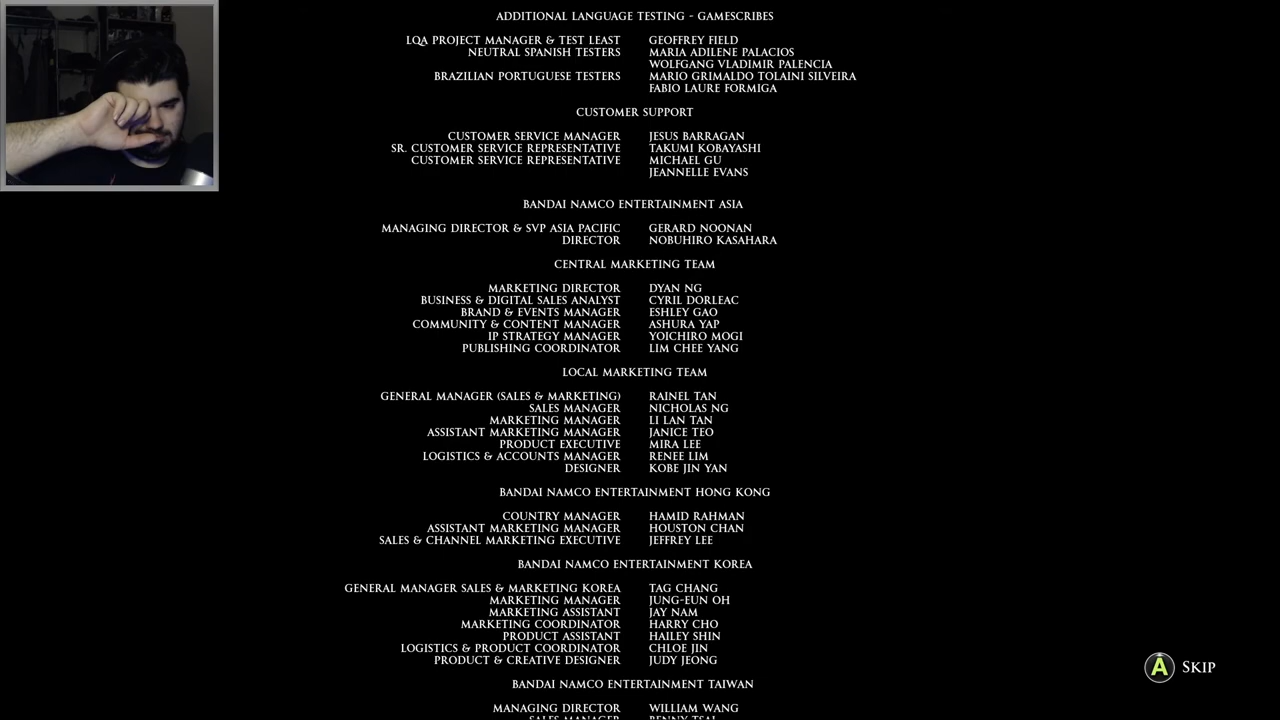 ADDITIONAL LANGUAGE TESTING - GAMESCRIBES
LQA PROJECT MANAGER & TEST LEAST GEOFFREY FIELD
NEUTRAL SPANISH TESTERS MARIA ADILENE PALACIOS
WOLFGANG VLADIMIR PALENCIA
BRAZILIAN PORTUGUESE TESTERS MARIO GRIMALDO TOLAINI SILVEIRA
FABIO LAURE FORMIGA
CUSTOMER SUPPORT
CUSTOMER SERVICE MANAGER JESUS BARRAGAN
SR. CUSTOMER SERVICE REPRESENTATIVE TAKUMI KOBAYASHI
CUSTOMER SERVICE REPRESENTATIVE MICHAEL GU
JEANNELLE EVANS
BANDAI NAMCO ENTERTAINMENT ASIA
MANAGING DIRECTOR & SVP ASIA PACIFIC GERARD NOONAN
DIRECTOR NOBUHIRO KASAHARA
CENTRAL MARKETING TEAM
MARKETING DIRECTOR DYAN NG
BUSINESS & DIGITAL SALES ANALYST CYRIL DORLEAC
BRAND & EVENTS MANAGER ESHLEY GAO
COMMUNITY & CONTENT MANAGER ASHURA YAP
IP STRATEGY MANAGER YOICHIRO MOGI
PUBLISHING COORDINATOR LIM CHEE YANG
LOCAL MARKETING TEAM
GENERAL MANAGER (SALES & MARKETING) RAINEL TAN
SALES MANAGER NICHOLAS NG
MARKETING MANAGER LI LAN TAN
ASSISTANT MARKETING MANAGER JANICE TEO
PRODUCT EXECUTIVE MIRA LEE
LOGISTICS & ACCOUNTS MANAGER RENEE LIM
DESIGNER KOBE JIN YAN
BANDAI NAMCO ENTERTAINMENT HONG KONG
COUNTRY MANAGER HAMID RAHMAN
ASSISTANT MARKETING MANAGER HOUSTON CHAN
SALES & CHANNEL MARKETING EXECUTIVE JEFFREY LEE
BANDAI NAMCO ENTERTAINMENT KOREA
GENERAL MANAGER SALES & MARKETING KOREA TAG CHANG
MARKETING MANAGER JUNG-EUN OH
MARKETING ASSISTANT JAY NAM
MARKETING COORDINATOR HARRY CHO
PRODUCT ASSISTANT HAILEY SHIN
LOGISTICS & PRODUCT COORDINATOR CHLOE JIN
PRODUCT & CREATIVE DESIGNER JUDY JEONG
A SKIP
BANDAI NAMCO ENTERTAINMENT TAIWAN
MANAGING DIRECTOR WILLIAM WANG